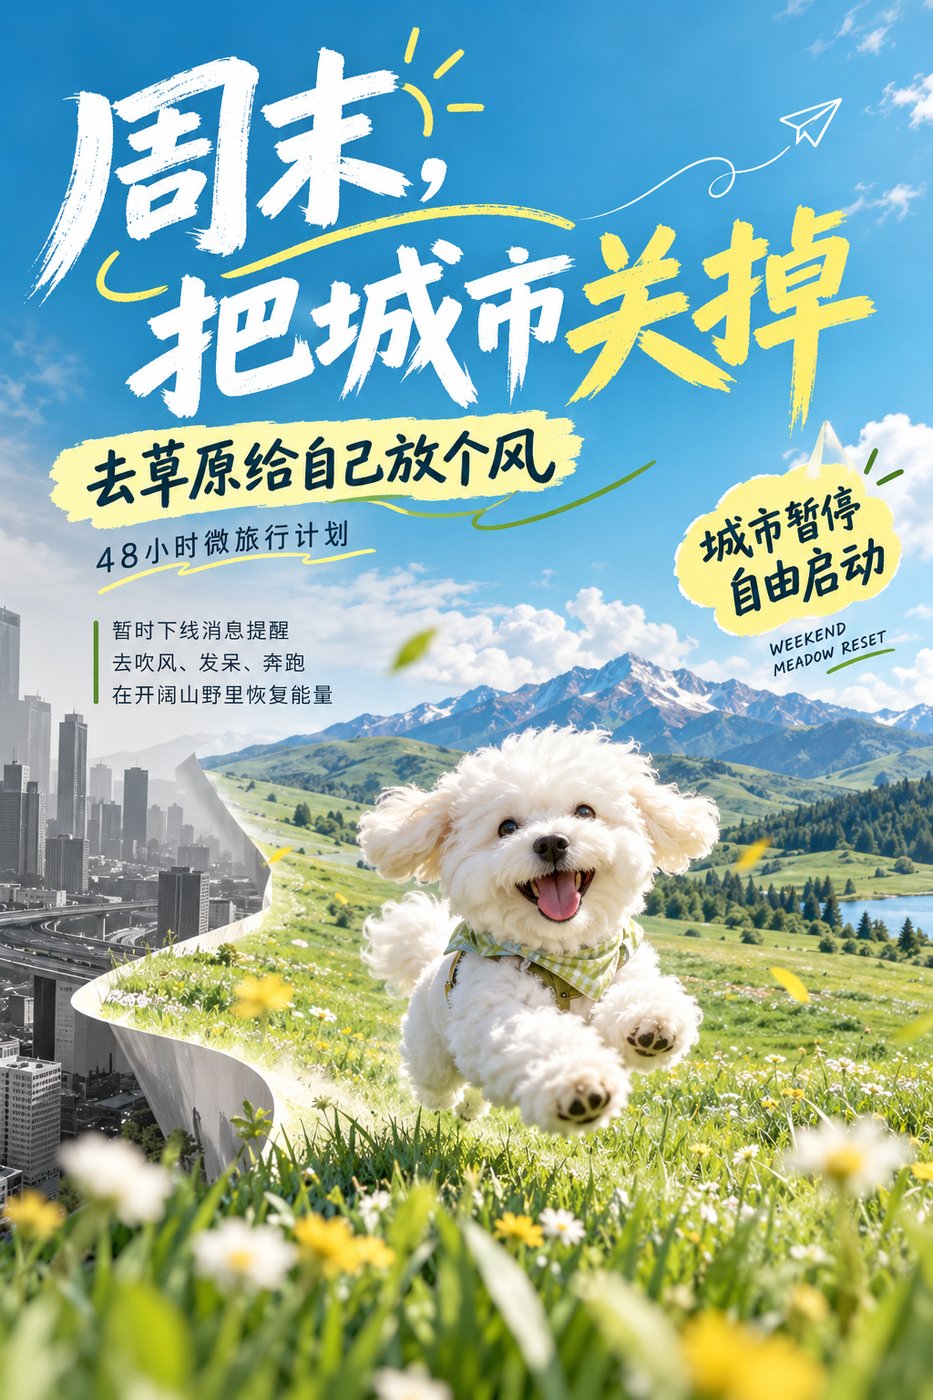 周末，
把城市关掉
去草原给自己放个风
48小时微旅行计划
暂时下线消息提醒
去吹风、发呆、奔跑
在开阔山野里恢复能量
城市暂停
自由启动
WEEKEND
MEADOW RESET